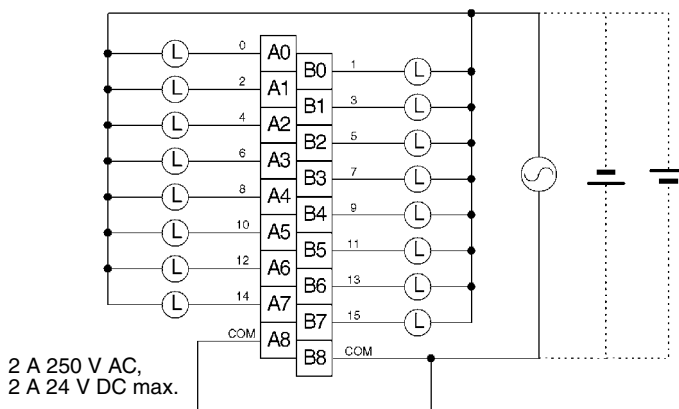 L 0 A0
B0 1 L
L 2 A1
B1 3 L
L 4 A2
B2 5 L
L 6 A3
B3 7 L
L 8 A4
B4 9 L
L 10 A5
B5 11 L
L 12 A6
B6 13 L
L 14 A7
B7 15 L
COM A8
B8 COM
2 A 250 V AC,
2 A 24 V DC max.